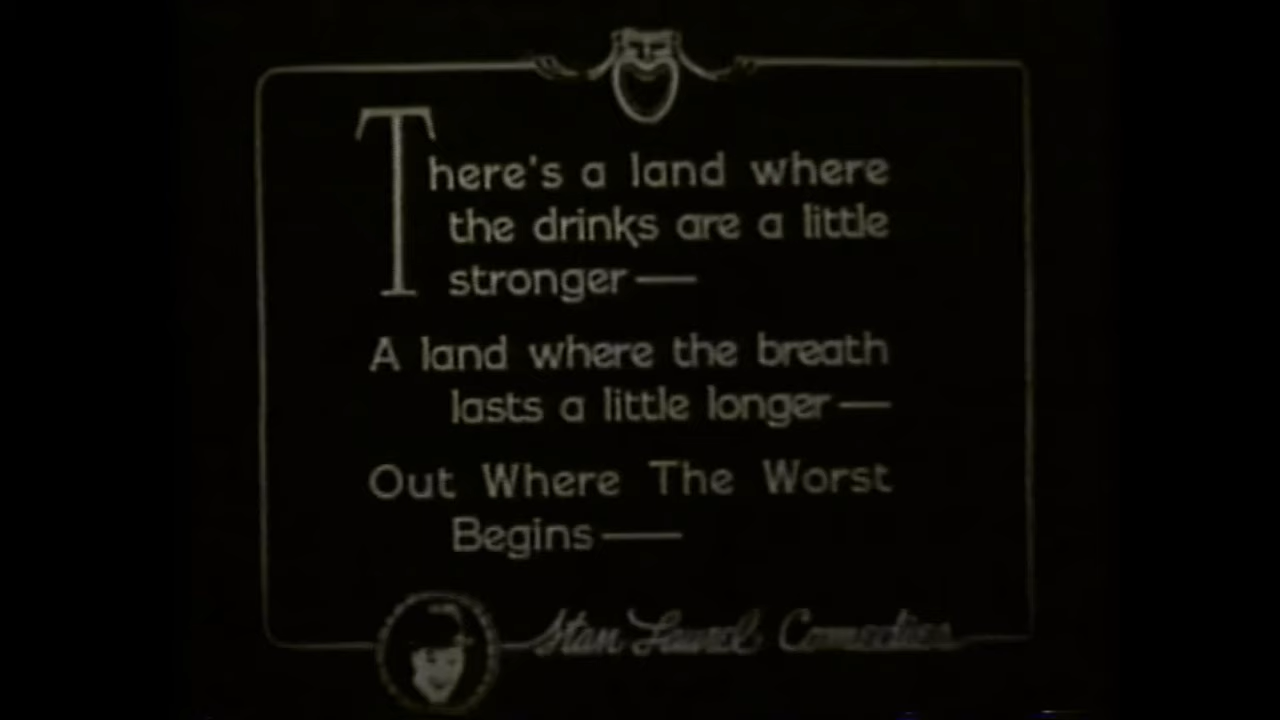 There's a land where
the drinks are a little
stronger—
A land where the breath
lasts a little longer—
Out Where The Worst
Begins—
Stan Laurel Comedies